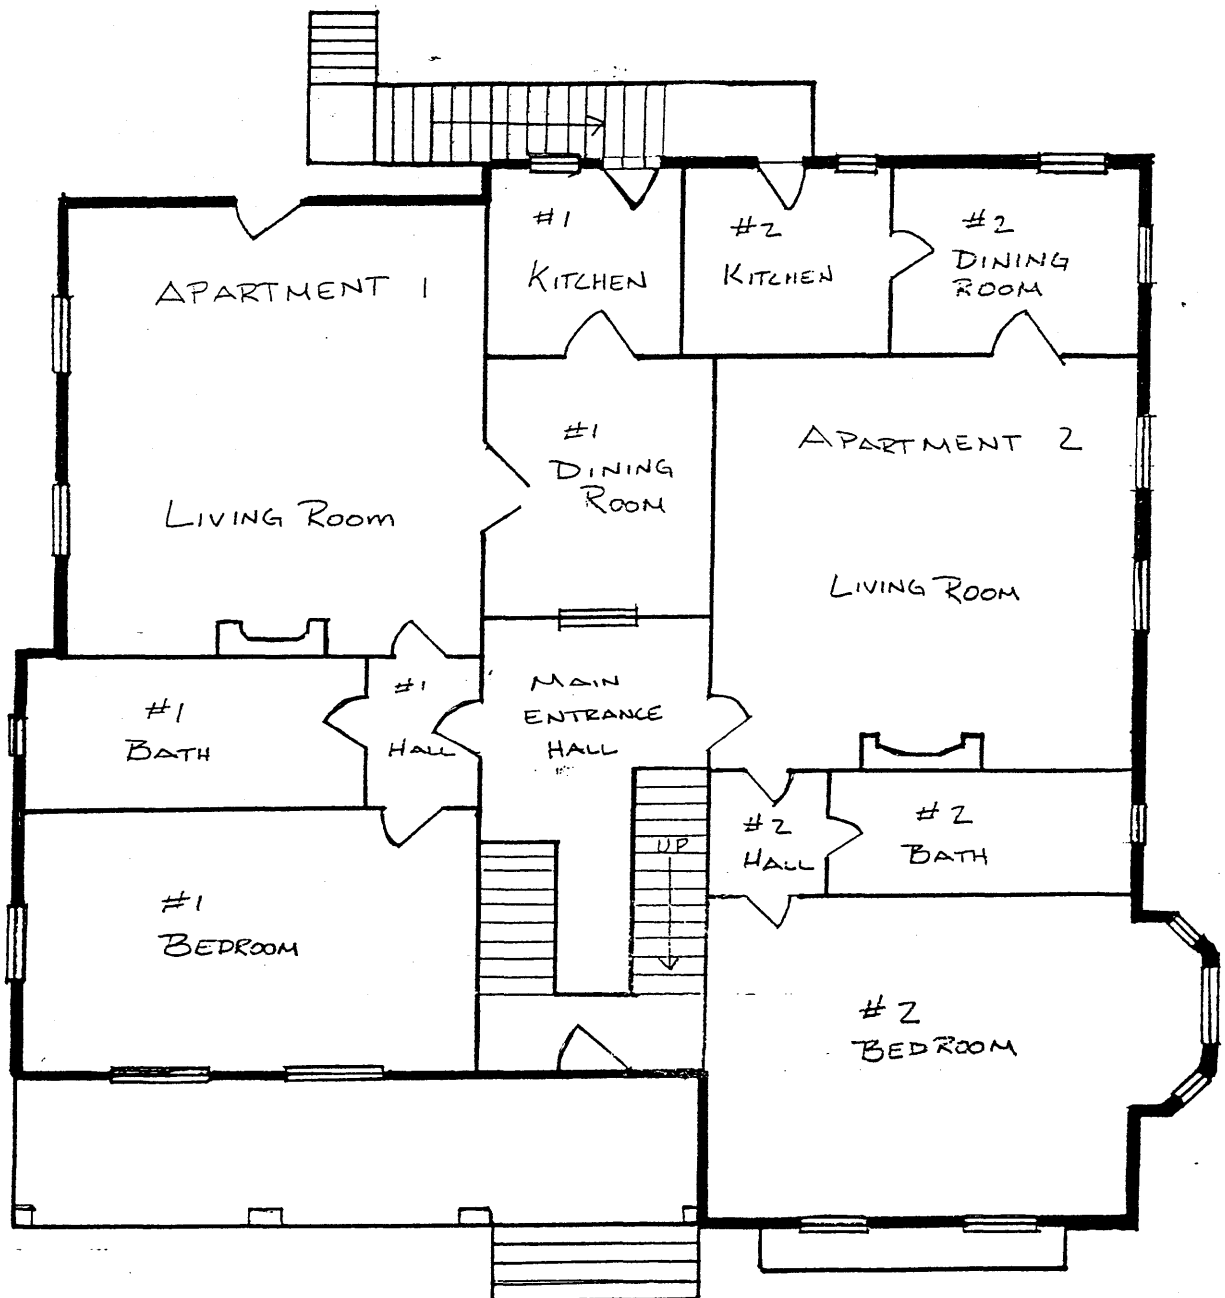 #1
KITCHEN
#2
KITCHEN
#2
DINING
ROOM
APARTMENT 1
LIVING ROOM
#1
DINING
ROOM
APARTMENT 2
LIVING ROOM
#1
BATH
#1
HALL
MAIN
ENTRANCE
HALL
UP
#2
HALL
#2
BATH
#1
BEDROOM
#2
BEDROOM